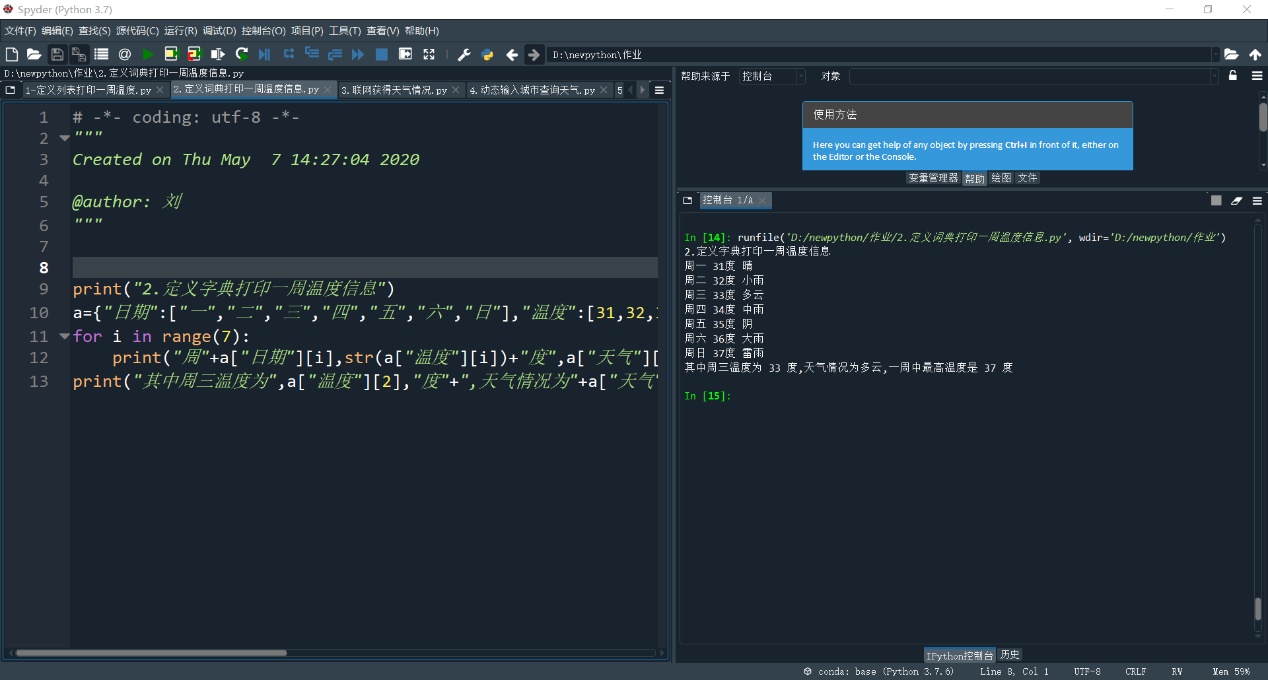 Spyder (Python 3.7)
文件(F) 编辑(E) 查找(S) 源代码(C) 运行(R) 调试(D) 控制台(O) 项目(P) 工具(T) 查看(V) 帮助(H)
D:\newpython\作业
D:\newpython\作业\2.定义词典打印一周温度信息.py
1-定义列表打印一周温度.py 2.定义词典打印一周温度信息.py 3.联网获得天气情况.py 4.动态输入城市查询天气.py 5
1 # -*- coding: utf-8 -*-
2 """
3 Created on Thu May  7 14:27:04 2020
4
5 @author: 刘
6 """
7
8
9 print("2.定义字典打印一周温度信息")
10 a={"日期":["一","二","三","四","五","六","日"],"温度":[31,32,
11 for i in range(7):
12     print("周"+a["日期"][i],str(a["温度"][i])+"度",a["天气"][
13 print("其中周三温度为",a["温度"][2],"度"+",天气情况为"+a["天气"
帮助来源于 控制台 对象
使用方法
Here you can get help of any object by pressing Ctrl+I in front of it, either on
the Editor or the Console.
变量管理器 帮助 绘图 文件
控制台 1/A
In [14]: runfile('D:/newpython/作业/2.定义词典打印一周温度信息.py', wdir='D:/newpython/作业')
2.定义字典打印一周温度信息
周一 31度 晴
周二 32度 小雨
周三 33度 多云
周四 34度 中雨
周五 35度 阴
周六 36度 大雨
周日 37度 雷雨
其中周三温度为 33 度,天气情况为多云,一周中最高温度是 37 度
In [15]:
IPython控制台 历史
conda: base (Python 3.7.6) Line 8, Col 1 UTF-8 CRLF RW Mem 59%